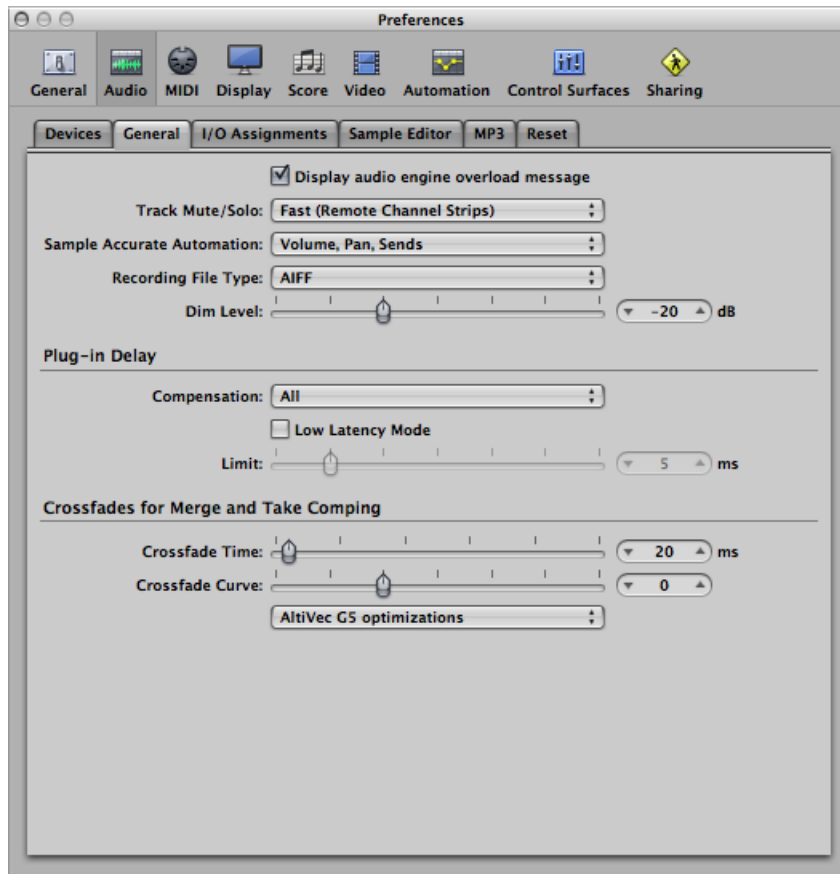 Preferences
General Audio MIDI Display Score Video Automation Control Surfaces Sharing
Devices General I/O Assignments Sample Editor MP3 Reset
Display audio engine overload message
Track Mute/Solo: Fast (Remote Channel Strips)
Sample Accurate Automation: Volume, Pan, Sends
Recording File Type: AIFF
Dim Level: -20 dB
Plug-in Delay
Compensation: All
Low Latency Mode
Limit: 5 ms
Crossfades for Merge and Take Comping
Crossfade Time: 20 ms
Crossfade Curve: 0
AltiVec G5 optimizations